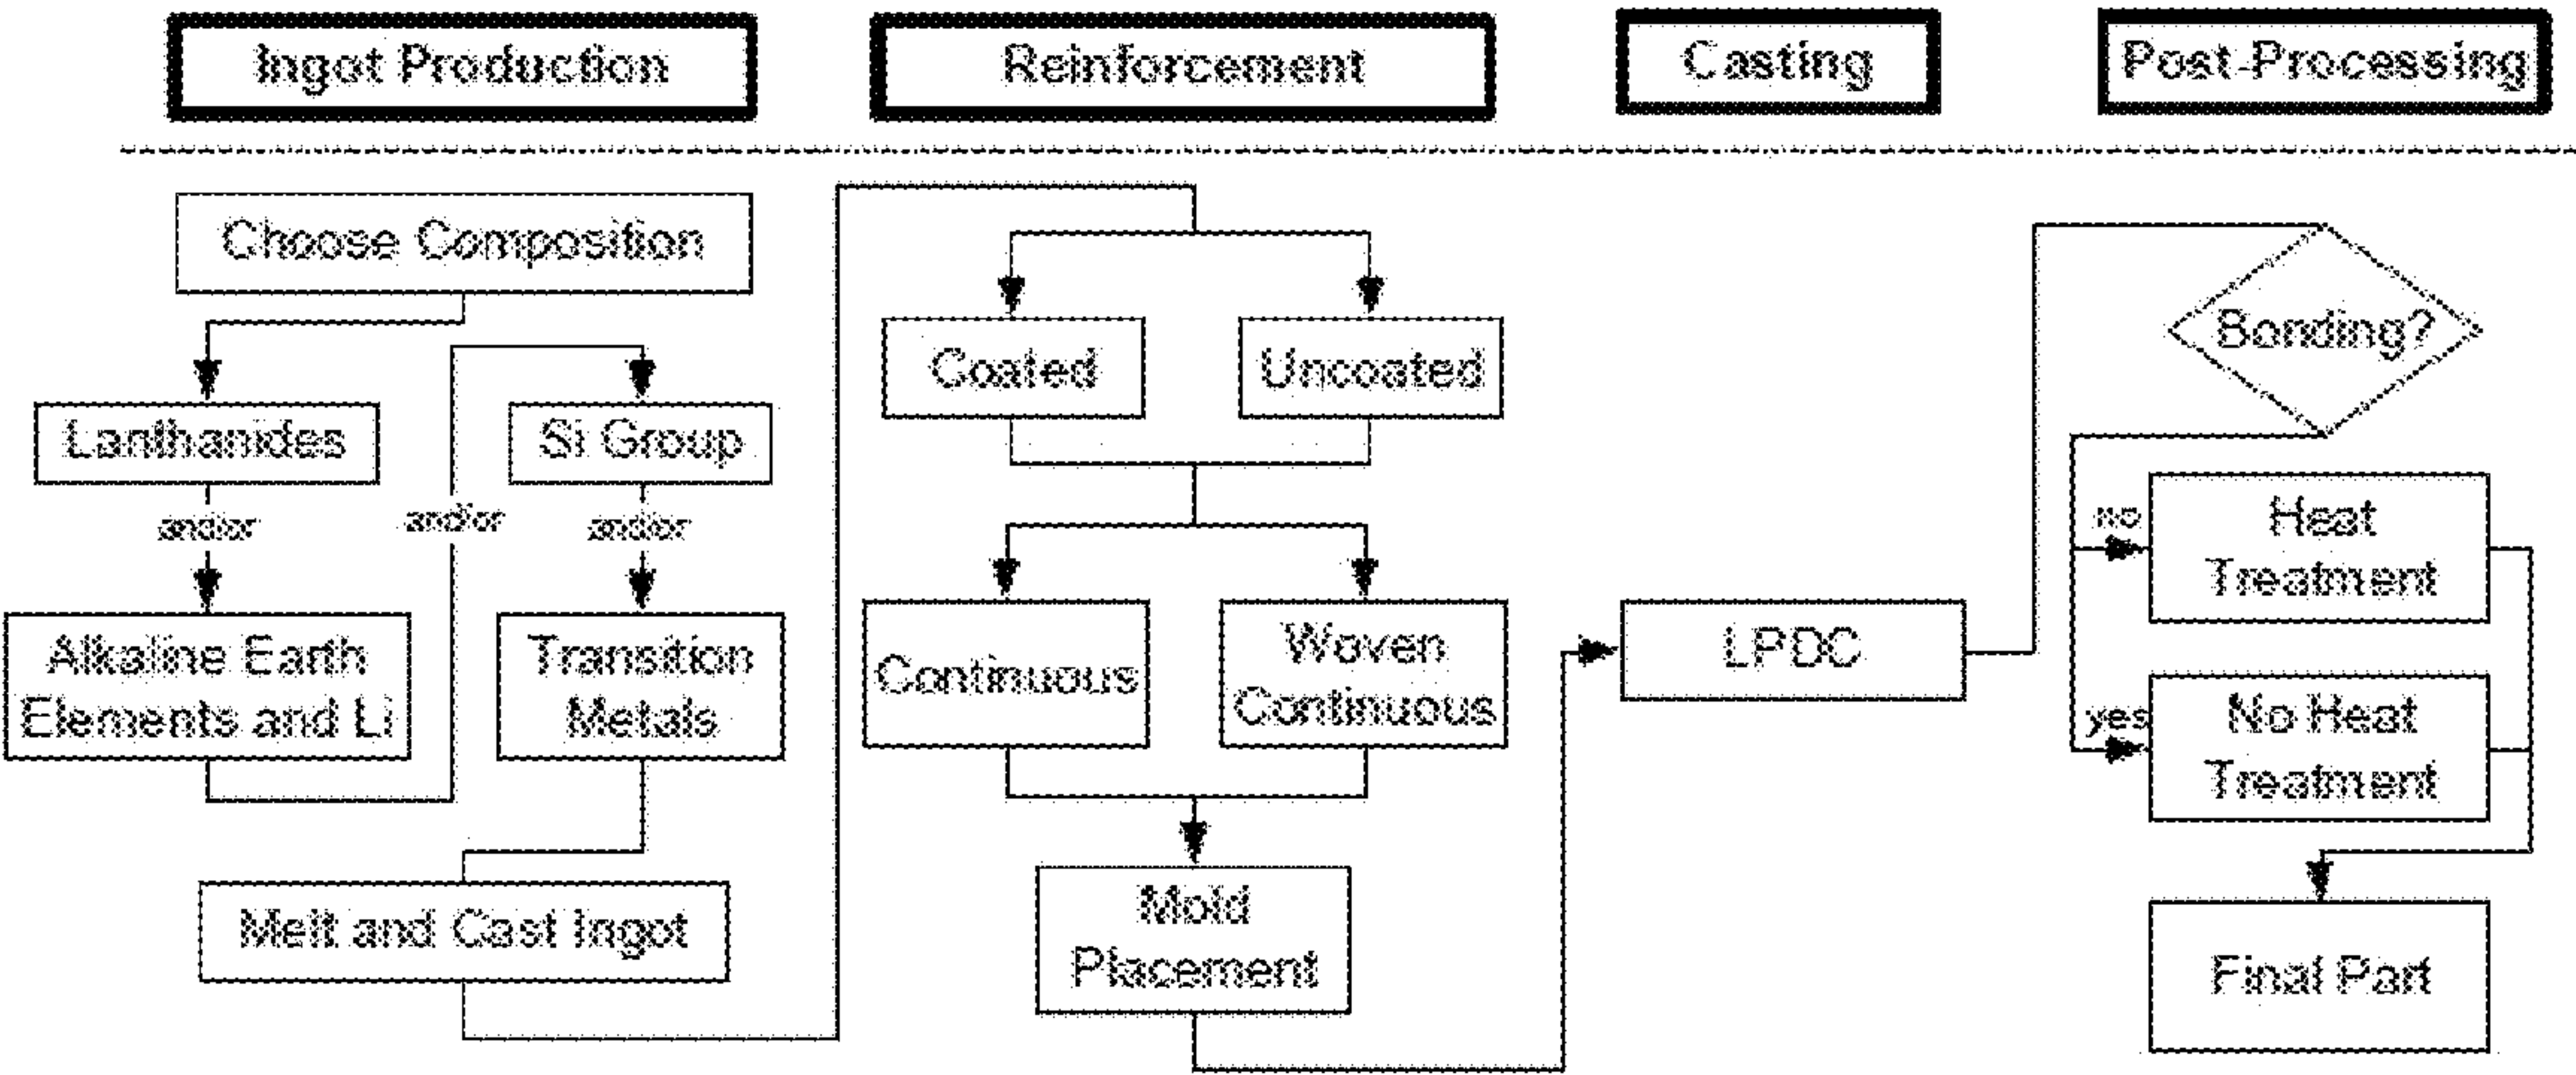 Ingot Production
Reinforcement
Casting
Post-Processing
Choose Composition
Lanthanides
and/or
Alkaline Earth
Elements and Li
and/or
Si Group
and/or
Transition
Metals
Melt and Cast Ingot
Coated
Uncoated
Continuous
Woven
Continuous
Mold
Placement
LPDC
Bonding?
no
Heat
Treatment
yes
No Heat
Treatment
Final Part